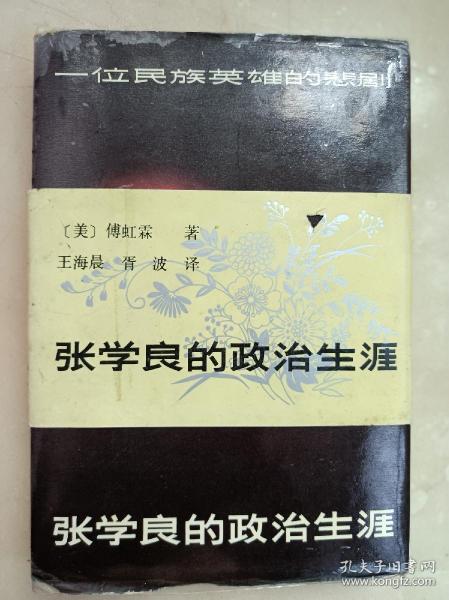 一位民族英雄的悲剧
〔美〕傅虹霖 著
王海晨 胥波 译
张学良的政治生涯
张学良的政治生涯
孔夫子旧书网
www.kongfz.com